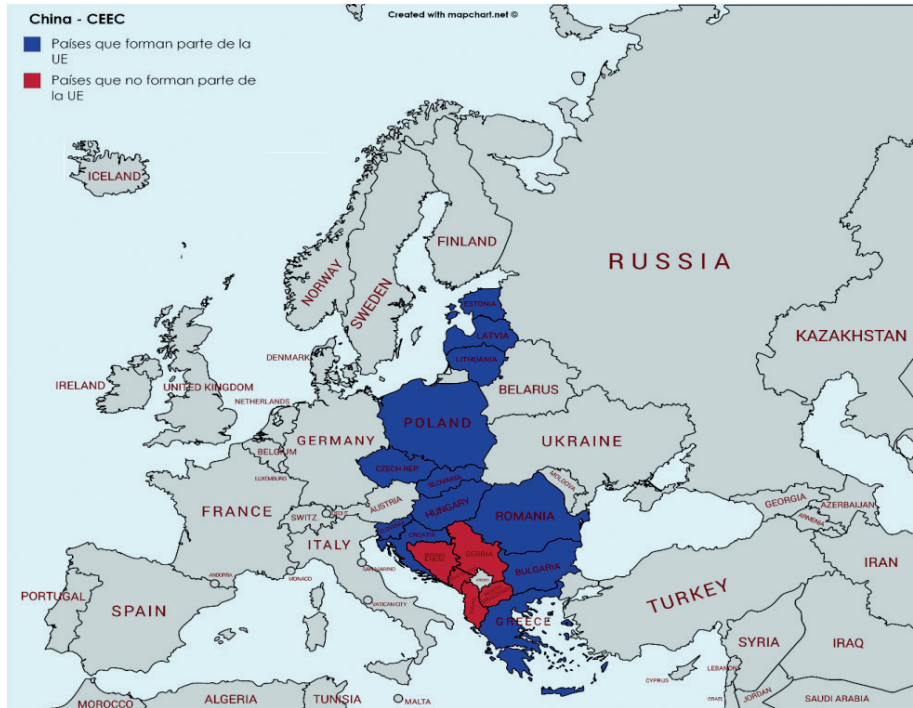 China - CEEC
Created with mapchart.net ©
Países que forman parte de la
UE
Países que no forman parte de
la UE
ICELAND
FINLAND
NORWAY
SWEDEN
RUSSIA
ESTONIA
LATVIA
LITHUANIA
KAZAKHSTAN
DENMARK
IRELAND
UNITED KINGDOM
NETHERLANDS
BELARUS
POLAND
GERMANY
BELGIUM
UKRAINE
LUXEMBURG
CZECH REP.
SLOVAKIA
MOLDOVA
FRANCE
SWITZ.
AUSTRIA
HUNGARY
ROMANIA
GEORGIA
AZERBAIJAN
ARMENIA
SLOVENIA
CROATIA
ITALY
SAN MARINO
SERBIA
BULGARIA
IRAN
ANDORRA
MONACO
PORTUGAL
SPAIN
VATICAN CITY
GREECE
TURKEY
SYRIA
IRAQ
CYPRUS
LEBANON
ISRAEL
JORDAN
SAUDI ARABIA
MOROCCO
ALGERIA
TUNISIA
MALTA